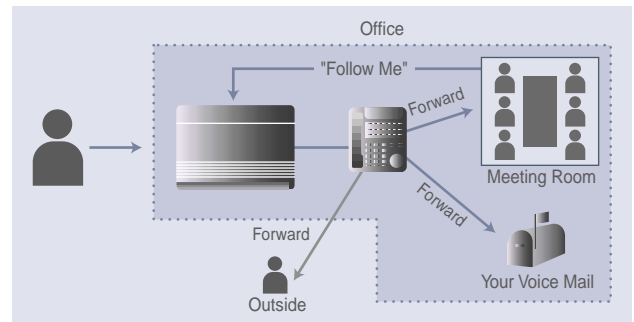 Office
"Follow Me"
Forward
Meeting Room
Forward
Forward
Your Voice Mail
Outside